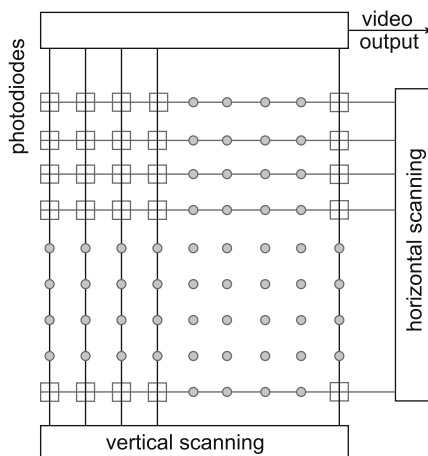 video
output
photodiodes
horizontal scanning
vertical scanning